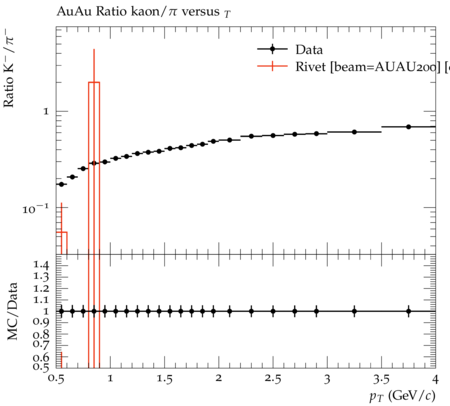 AuAu Ratio kaon/π versus T
Ratio K⁻/π⁻
Data
Rivet [beam=AUAU200] [
1
10⁻¹
MC/Data
1.4
1.3
1.2
1.1
1
0.9
0.8
0.7
0.6
0.5
0.5 1 1.5 2 2.5 3 3.5 4
p_T (GeV/c)